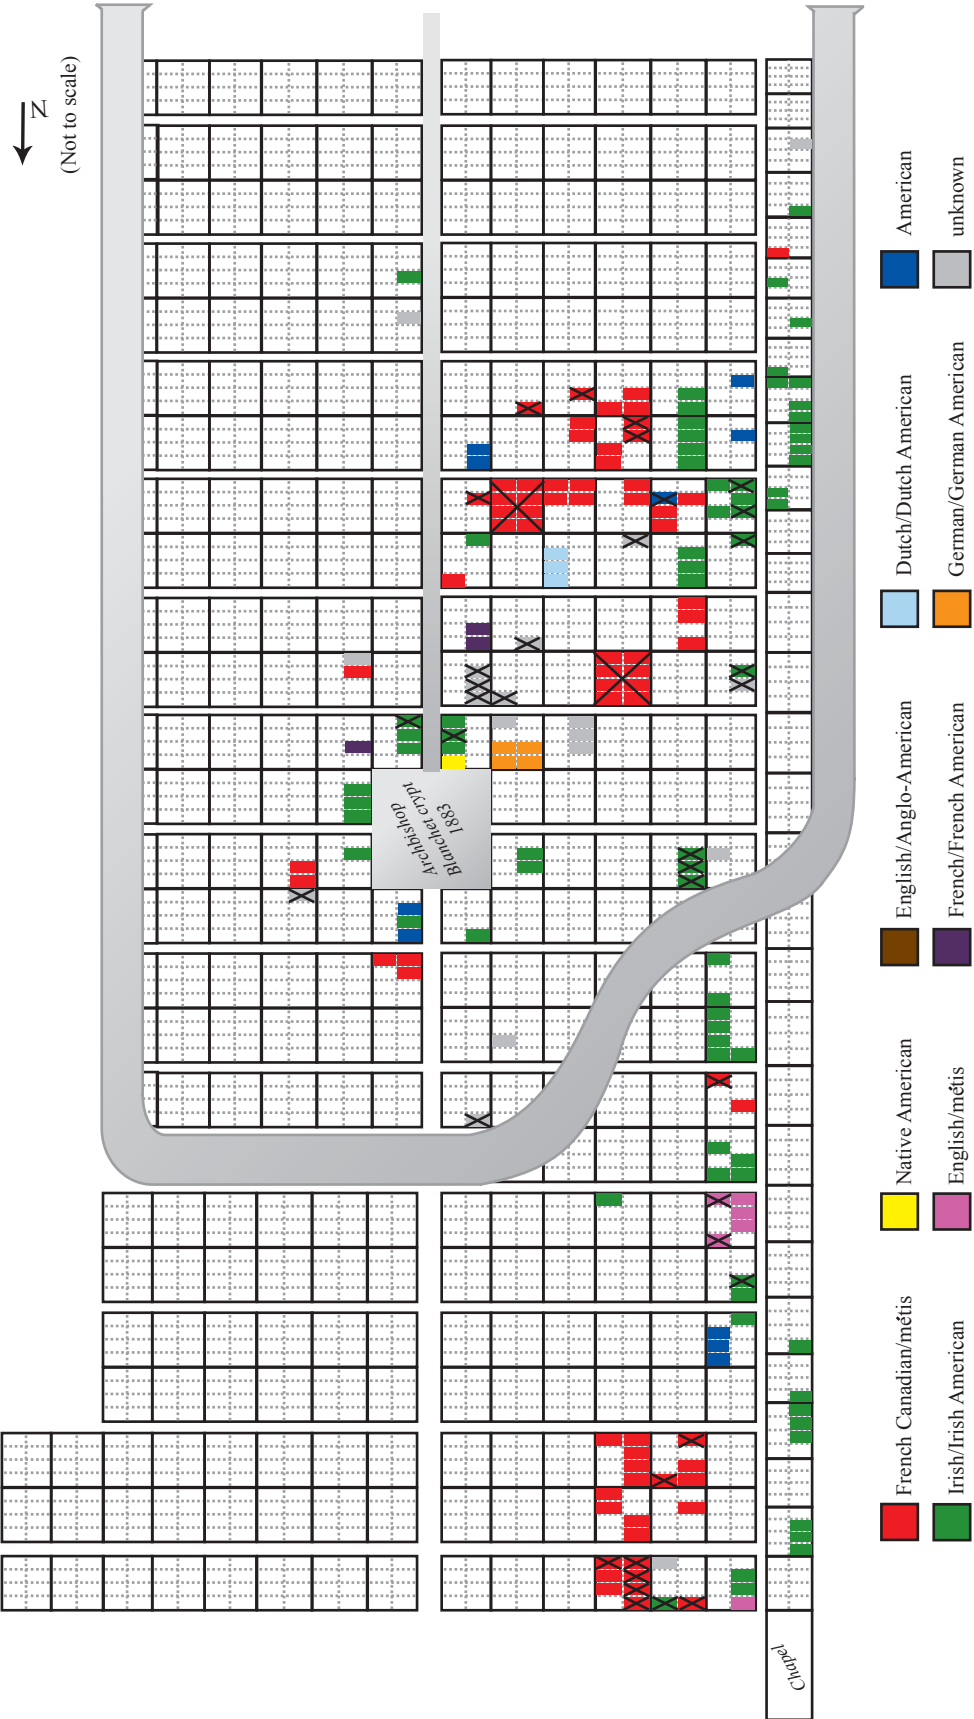 N
(Not to scale)
Archbishop
Blanchet crypt
1883
Chapel
French Canadian/métis
Native American
English/Anglo-American
Dutch/Dutch American
American
Irish/Irish American
English/métis
French/French American
German/German American
unknown